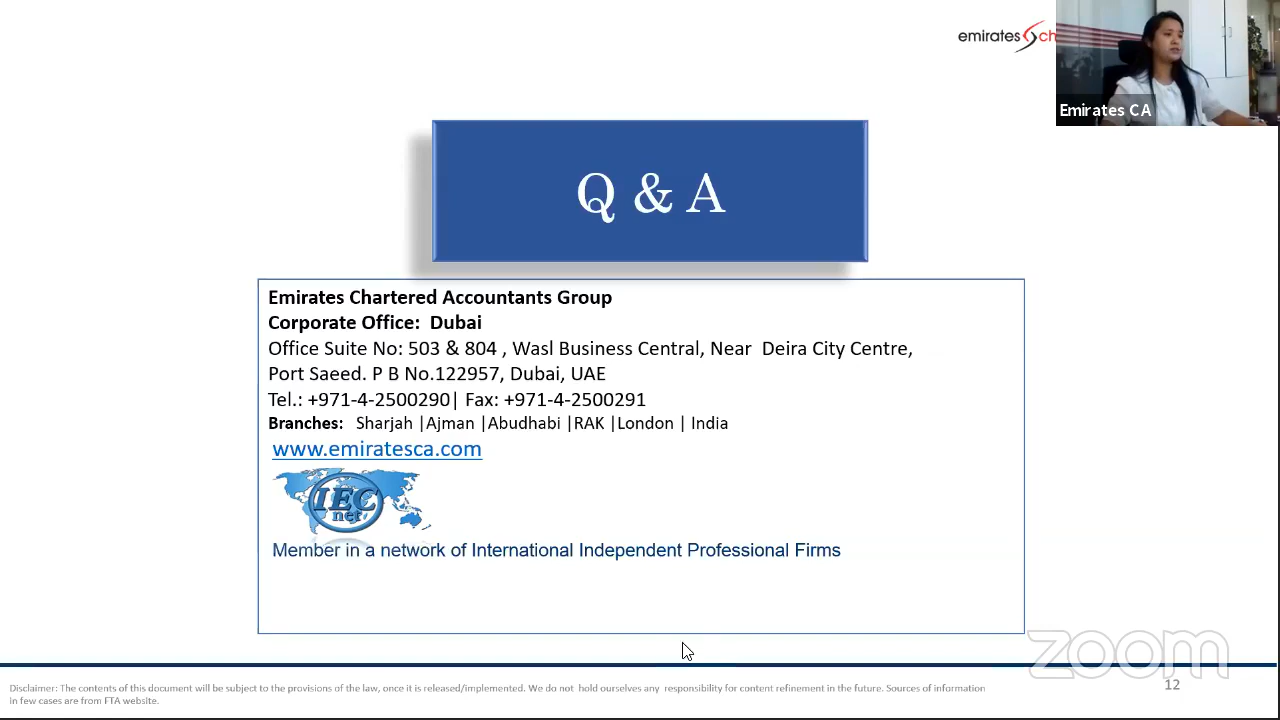 emirates
Emirates CA
Q & A
Emirates Chartered Accountants Group
Corporate Office: Dubai
Office Suite No: 503 & 804 , Wasl Business Central, Near Deira City Centre,
Port Saeed. P B No.122957, Dubai, UAE
Tel.: +971-4-2500290| Fax: +971-4-2500291
Branches: Sharjah |Ajman |Abudhabi |RAK |London | India
www.emiratesca.com
IEC
net
Member in a network of International Independent Professional Firms
zoom
12
Disclaimer: The contents of this document will be subject to the provisions of the law, once it is released/implemented. We do not hold ourselves any responsibility for content refinement in the future. Sources of information
in few cases are from FTA website.